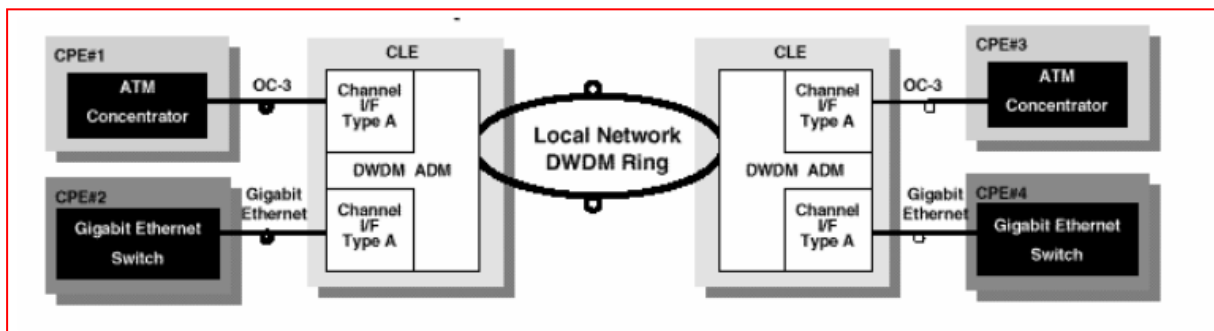 CPE#1
ATM
Concentrator
OC-3
CLE
Channel
I/F
Type A
DWDM ADM
Channel
I/F
Type A
CPE#2
Gigabit Ethernet
Switch
Gigabit
Ethernet
Local Network
DWDM Ring
CLE
Channel
I/F
Type A
DWDM ADM
Channel
I/F
Type A
OC-3
CPE#3
ATM
Concentrator
Gigabit
Ethernet
CPE#4
Gigabit Ethernet
Switch